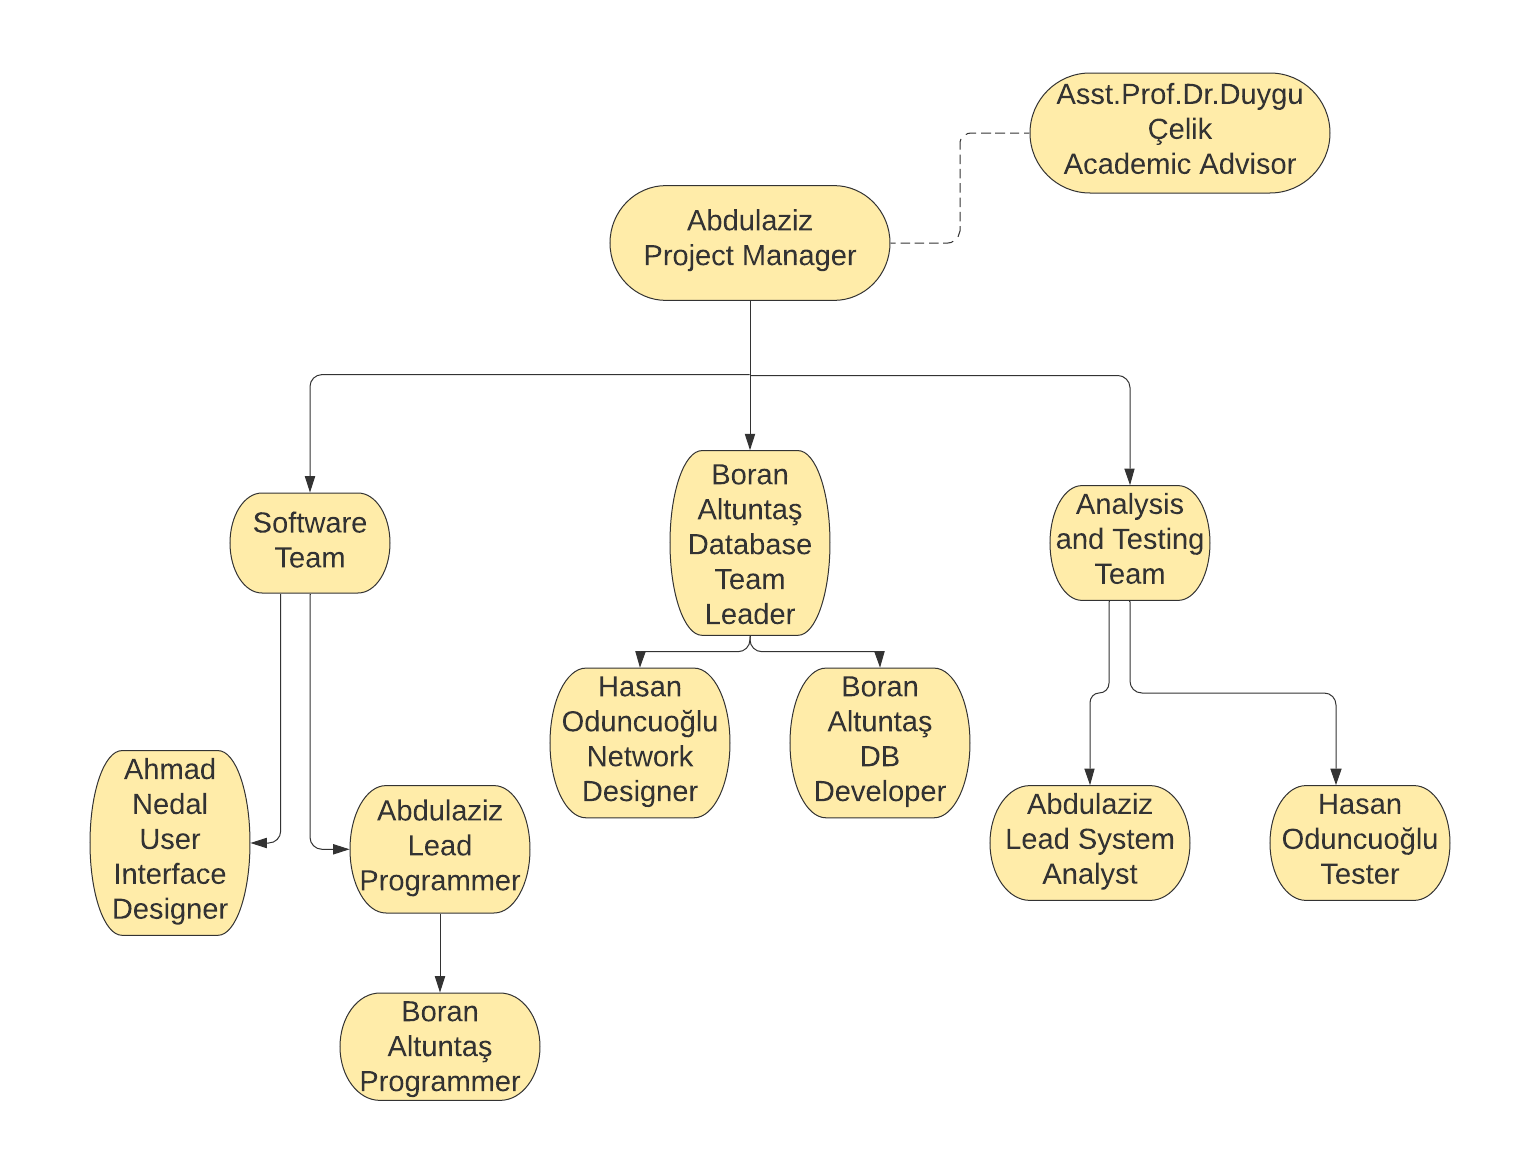 Asst.Prof.Dr.Duygu
Çelik
Academic Advisor
Abdulaziz
Project Manager
Software
Team
Boran
Altuntaş
Database
Team
Leader
Analysis
and Testing
Team
Hasan
Oduncuoğlu
Network
Designer
Boran
Altuntaş
DB
Developer
Ahmad
Nedal
User
Interface
Designer
Abdulaziz
Lead
Programmer
Abdulaziz
Lead System
Analyst
Hasan
Oduncuoğlu
Tester
Boran
Altuntaş
Programmer